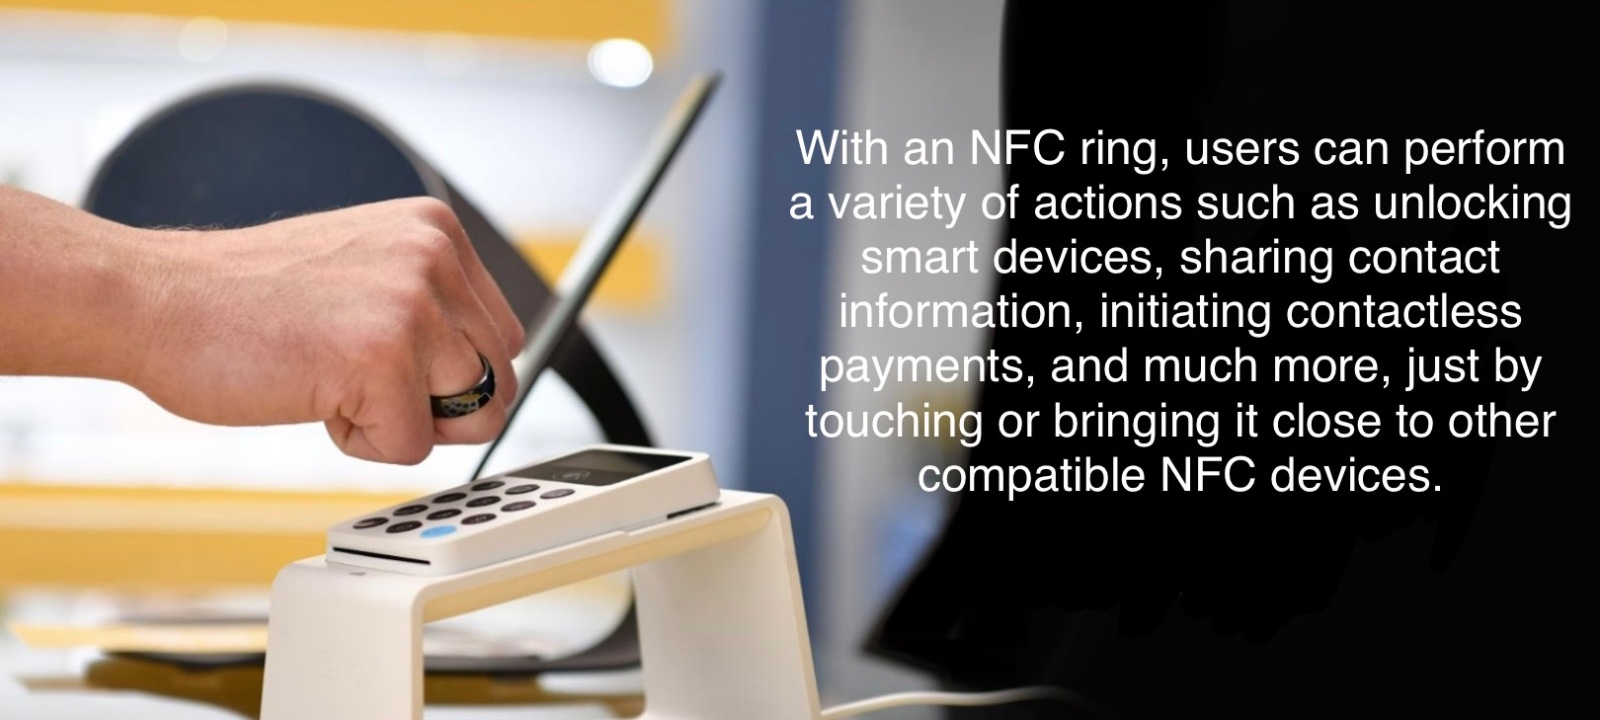 With an NFC ring, users can perform
a variety of actions such as unlocking
smart devices, sharing contact
information, initiating contactless
payments, and much more, just by
touching or bringing it close to other
compatible NFC devices.